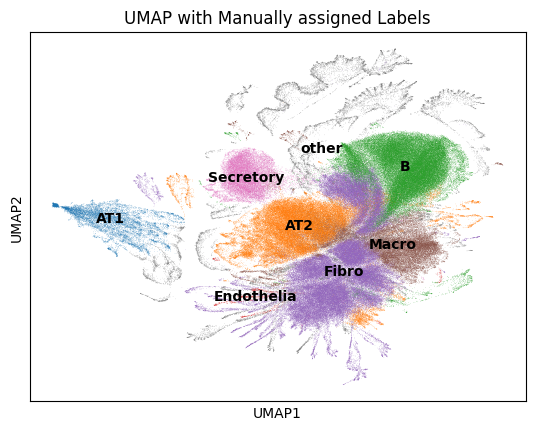 UMAP with Manually assigned Labels
other
B
Secretory
AT1
AT2
Macro
Fibro
Endothelia
UMAP2
UMAP1